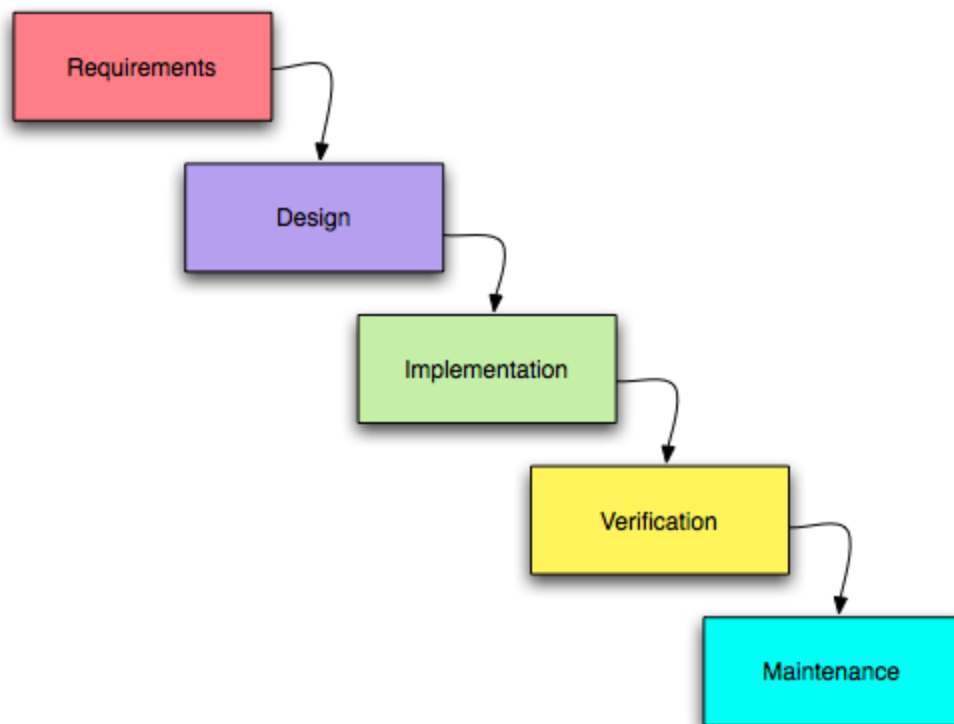 Requirements
Design
Implementation
Verification
Maintenance